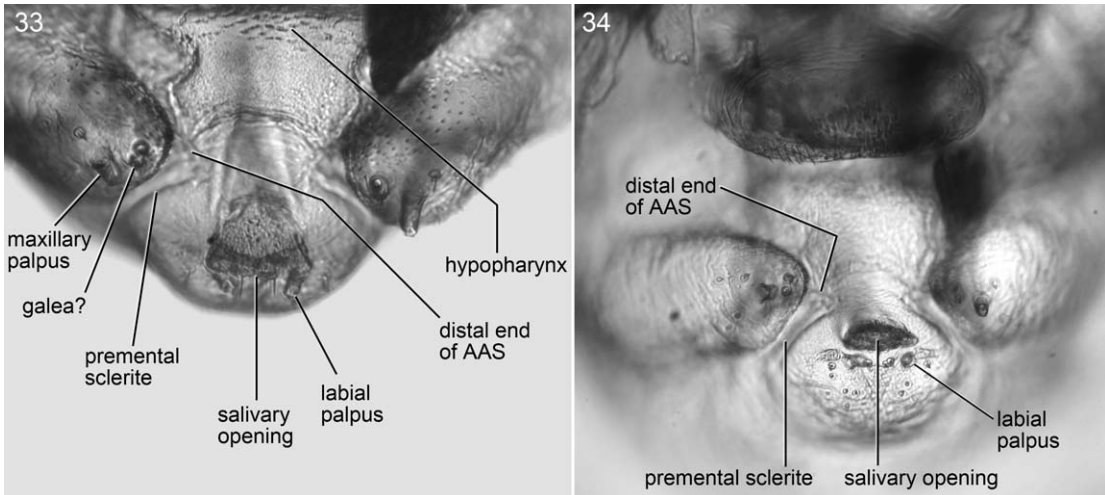 33
maxillary
palpus
galea?
premental
sclerite
salivary
opening
labial
palpus
distal end
of AAS
hypopharynx
34
distal end
of AAS
premental sclerite
salivary opening
labial
palpus